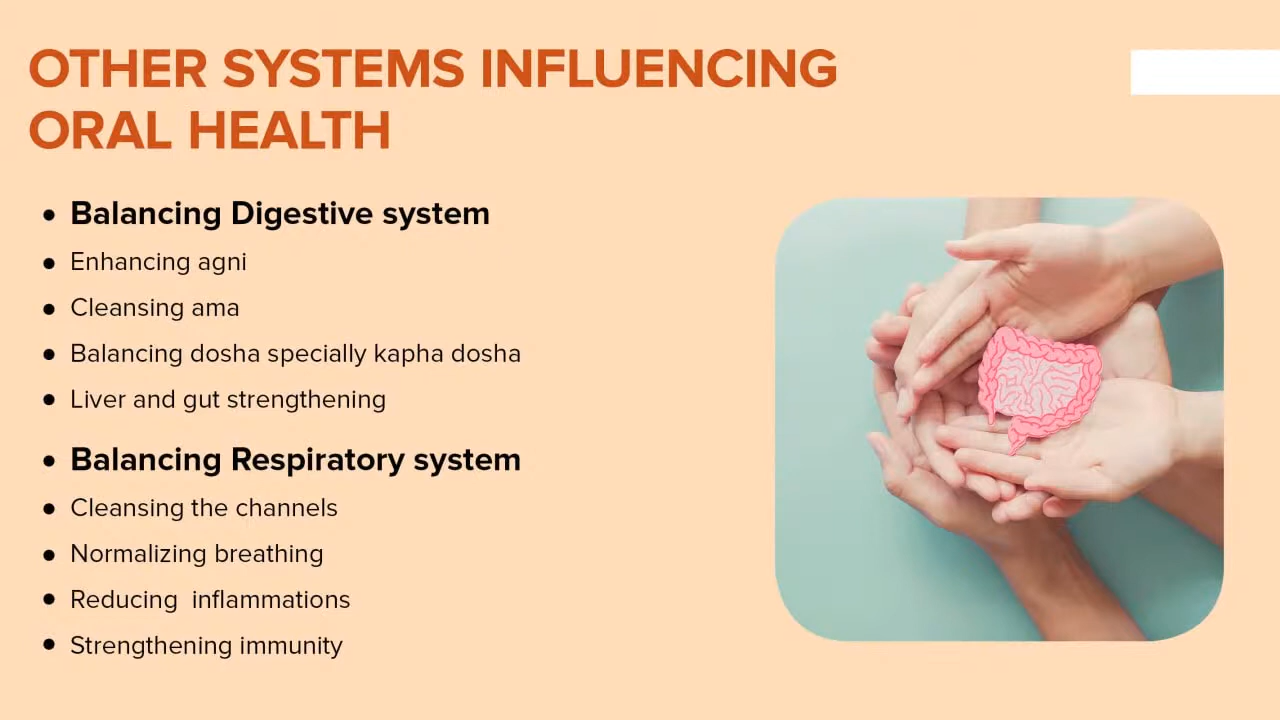 OTHER SYSTEMS INFLUENCING
ORAL HEALTH
• Balancing Digestive system
• Enhancing agni
• Cleansing ama
• Balancing dosha specially kapha dosha
• Liver and gut strengthening
• Balancing Respiratory system
• Cleansing the channels
• Normalizing breathing
• Reducing  inflammations
• Strengthening immunity